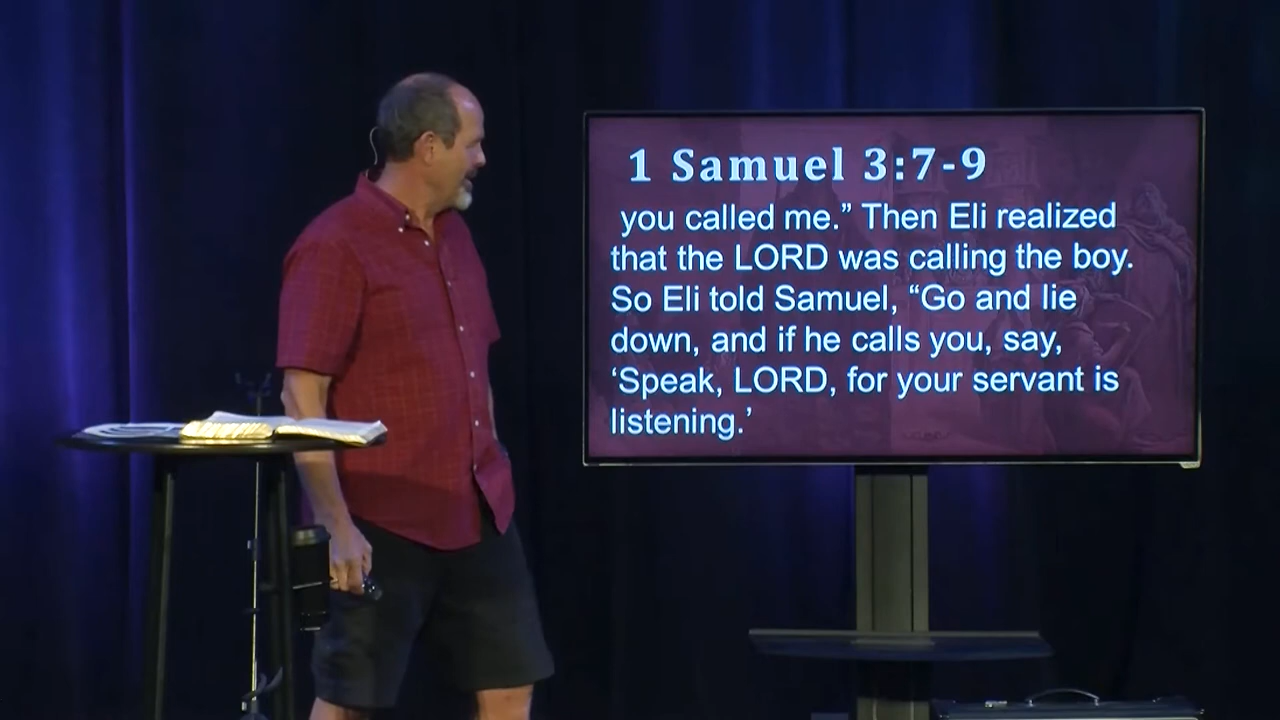 1 Samuel 3:7-9
you called me.” Then Eli realized
that the LORD was calling the boy.
So Eli told Samuel, “Go and lie
down, and if he calls you, say,
‘Speak, LORD, for your servant is
listening.’